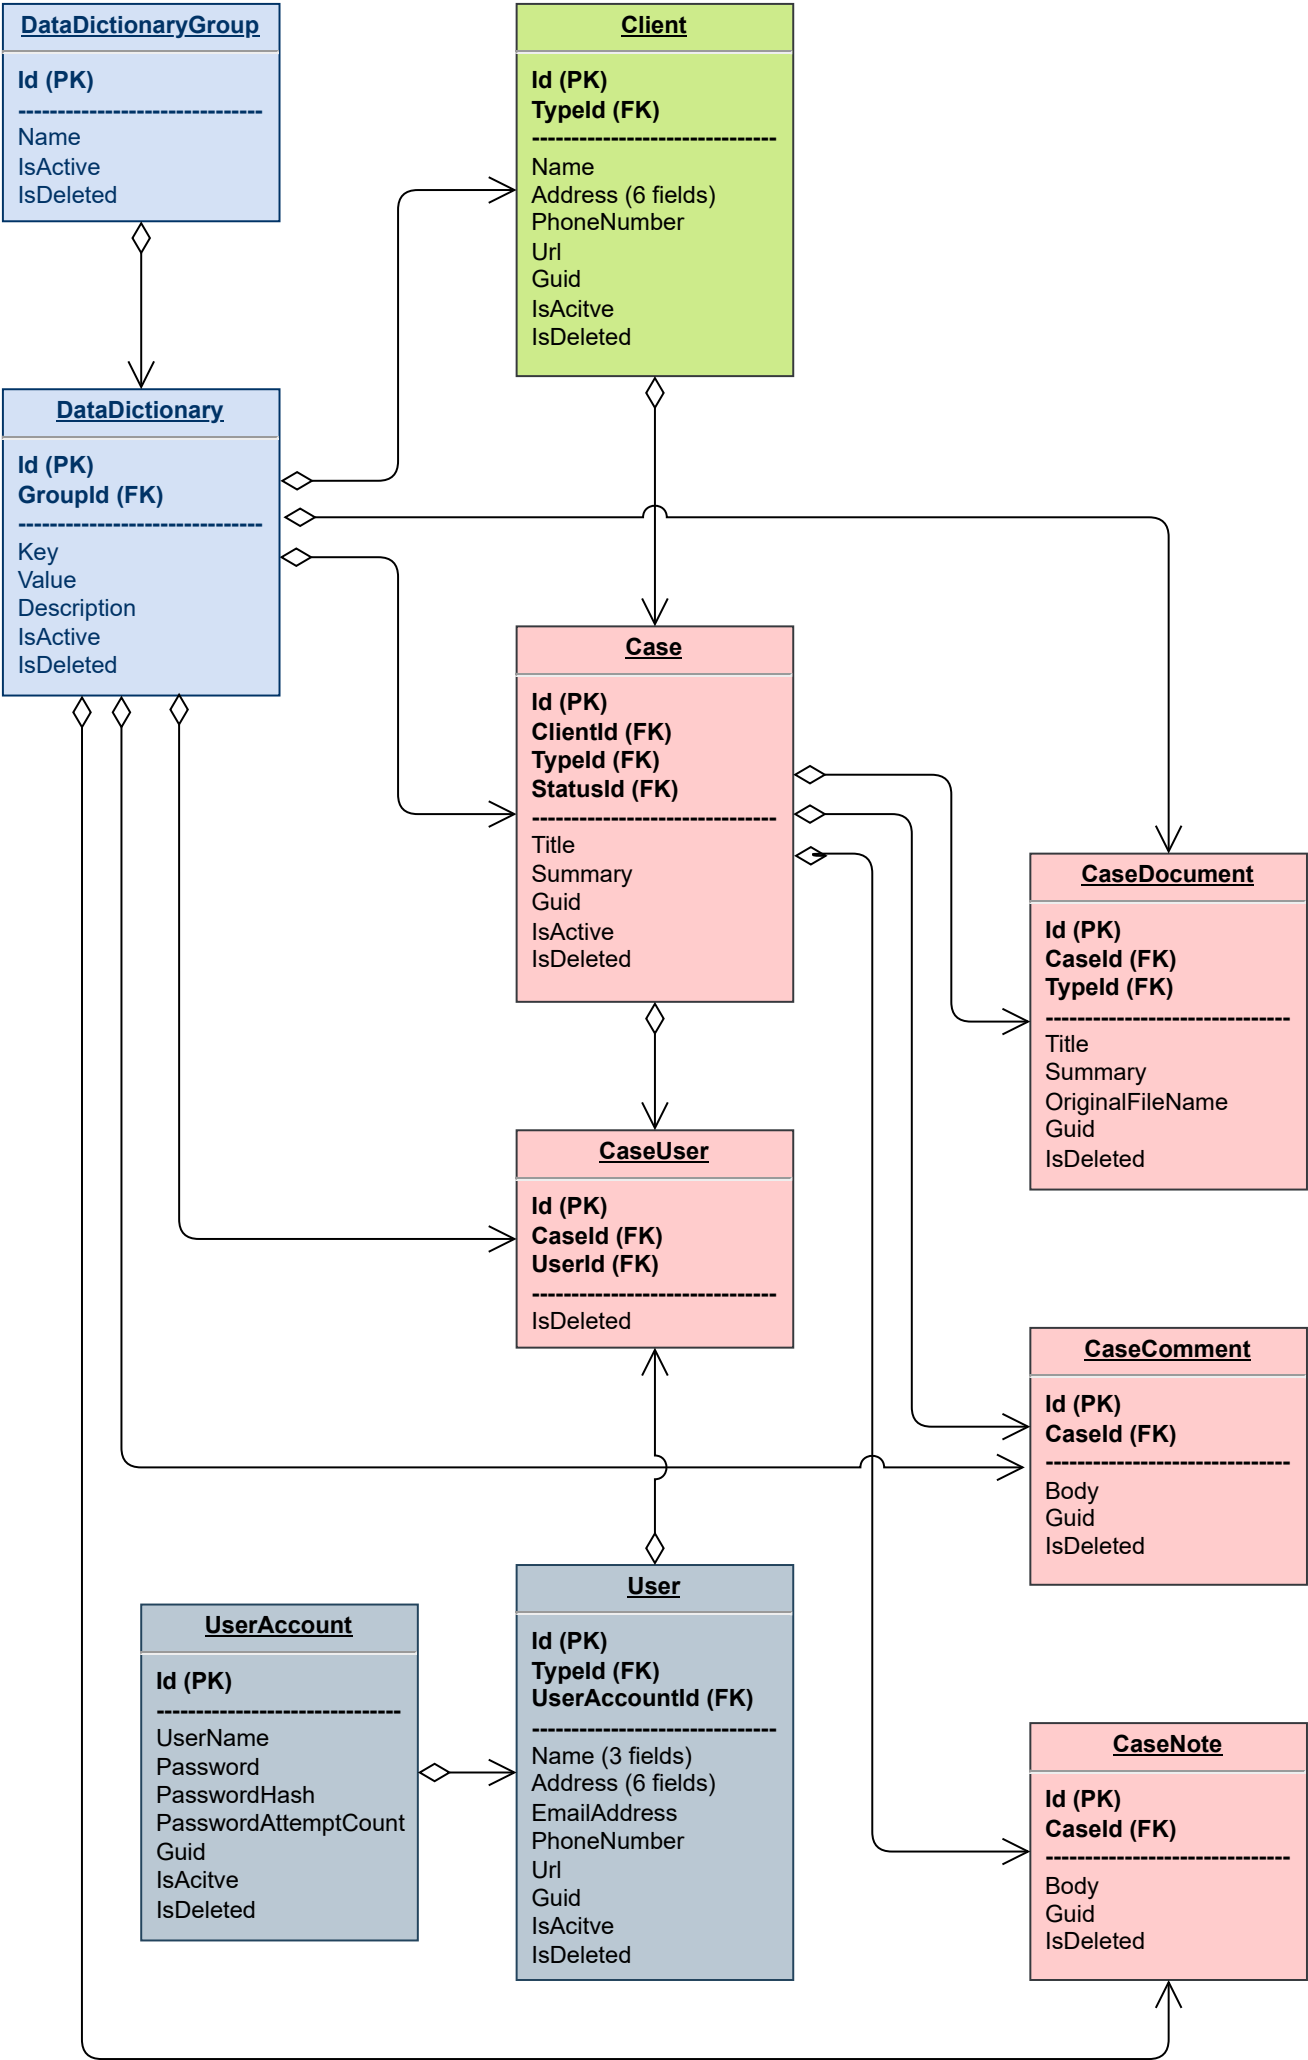 DataDictionaryGroup
Id (PK)
-------------------------------
Name
IsActive
IsDeleted
Client
Id (PK)
TypeId (FK)
-------------------------------
Name
Address (6 fields)
PhoneNumber
Url
Guid
IsAcitve
IsDeleted
DataDictionary
Id (PK)
GroupId (FK)
-------------------------------
Key
Value
Description
IsActive
IsDeleted
Case
Id (PK)
ClientId (FK)
TypeId (FK)
StatusId (FK)
-------------------------------
Title
Summary
Guid
IsActive
IsDeleted
CaseDocument
Id (PK)
CaseId (FK)
TypeId (FK)
-------------------------------
Title
Summary
OriginalFileName
Guid
IsDeleted
CaseUser
Id (PK)
CaseId (FK)
UserId (FK)
-------------------------------
IsDeleted
CaseComment
Id (PK)
CaseId (FK)
-------------------------------
Body
Guid
IsDeleted
UserAccount
Id (PK)
-------------------------------
UserName
Password
PasswordHash
PasswordAttemptCount
Guid
IsAcitve
IsDeleted
User
Id (PK)
TypeId (FK)
UserAccountId (FK)
-------------------------------
Name (3 fields)
Address (6 fields)
EmailAddress
PhoneNumber
Url
Guid
IsAcitve
IsDeleted
CaseNote
Id (PK)
CaseId (FK)
-------------------------------
Body
Guid
IsDeleted